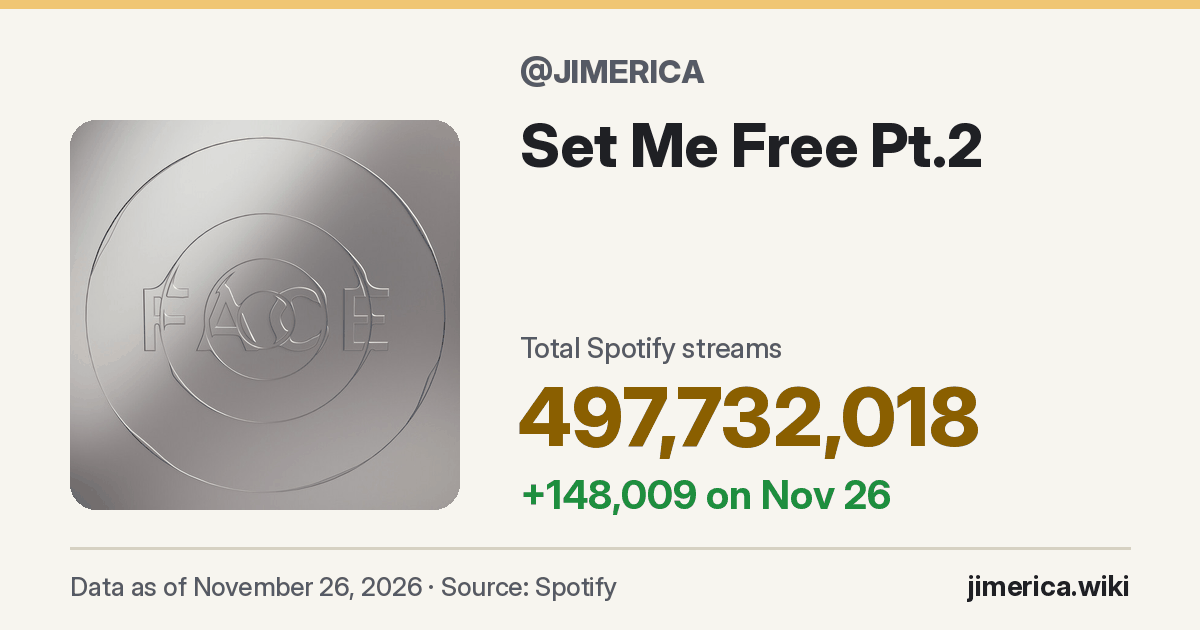 @JIMERICA
Set Me Free Pt.2
FACE
Total Spotify streams
497,732,018
+148,009 on Nov 26
Data as of November 26, 2026 · Source: Spotify
jimerica.wiki